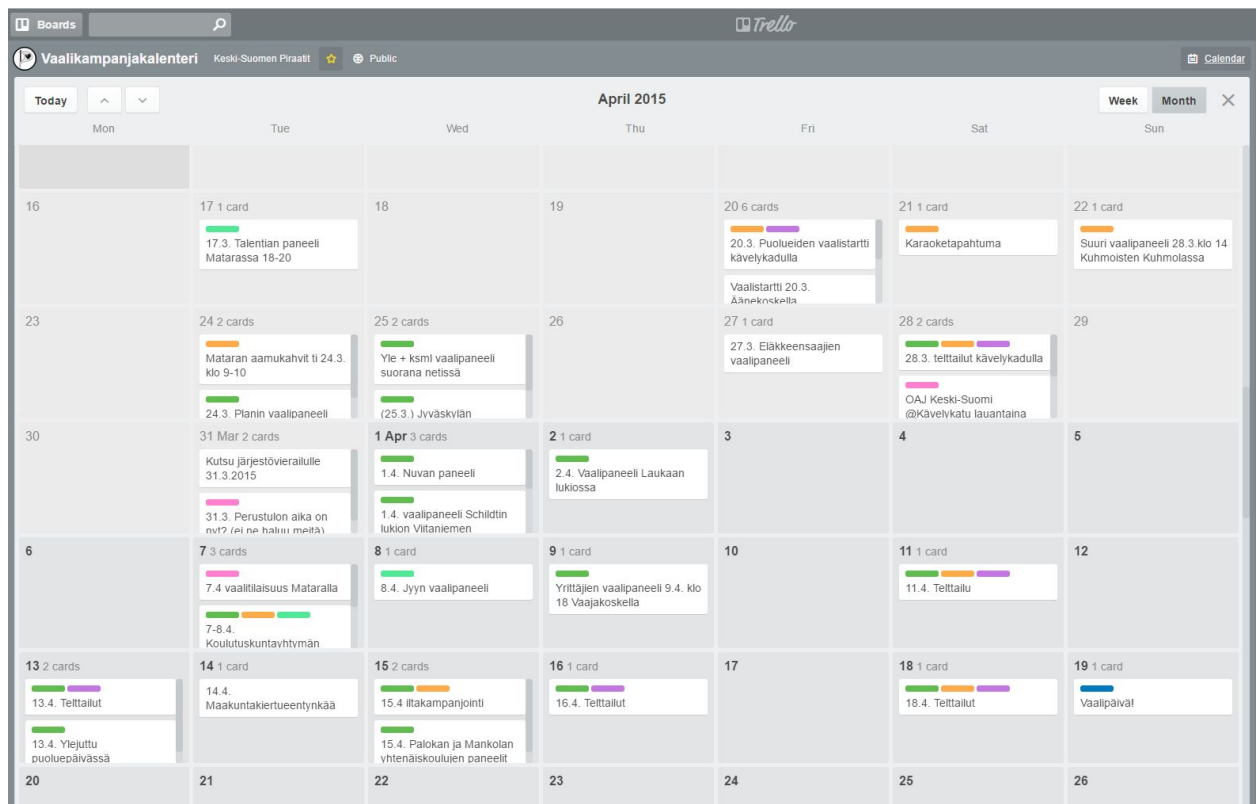 Boards
Trello
Vaalikampanjakalenteri Keski-Suomen Piraatit Public Calendar
Today April 2015 Week Month
Mon Tue Wed Thu Fri Sat Sun
16
17 1 card
17.3. Talentian paneeli
Matarassa 18-20
18
19
20 6 cards
20.3. Puolueiden vaalistartti
kävelykadulla
Vaalistartti 20.3.
Äänekoskella
21 1 card
Karaoketapahtuma
22 1 card
Suuri vaalipaneeli 28.3.klo 14
Kuhmoisten Kuhmolassa
23
24 2 cards
Mataran aamukahvit ti 24.3.
klo 9-10
24.3. Planin vaalipaneeli
25 2 cards
Yle + ksml vaalipaneeli
suorana netissä
(25.3.) Jyväskylän
26
27 1 card
27.3. Eläkkeensaajien
vaalipaneeli
28 2 cards
28.3. telttailut kävelykadulla
OAJ Keski-Suomi
@Kävelykatu lauantaina
29
30
31 Mar 2 cards
Kutsu järjestövierailulle
31.3.2015
31.3. Perustulon aika on
nyt? (ei ne haluu meitä)
1 Apr 3 cards
1.4. Nuvan paneeli
1.4. vaalipaneeli Schildtin
lukion Viitaniemen
2 1 card
2.4. Vaalipaneeli Laukaan
lukiossa
3
4
5
6
7 3 cards
7.4 vaalitilaisuus Mataralla
7-8.4.
Koulutuskuntayhtymän
8 1 card
8.4. Jyyn vaalipaneeli
9 1 card
Yrittäjien vaalipaneeli 9.4. klo
18 Vaajakoskella
10
11 1 card
11.4. Telttailu
12
13 2 cards
13.4. Telttailut
13.4. Ylejuttu
puoluepäivässä
14 1 card
14.4.
Maakuntakiertueentynkää
15 2 cards
15.4 iltakampanjointi
15.4. Palokan ja Mankolan
yhtenäiskoulujen paneelit
16 1 card
16.4. Telttailut
17
18 1 card
18.4. Telttailut
19 1 card
Vaalipäivä!
20
21
22
23
24
25
26